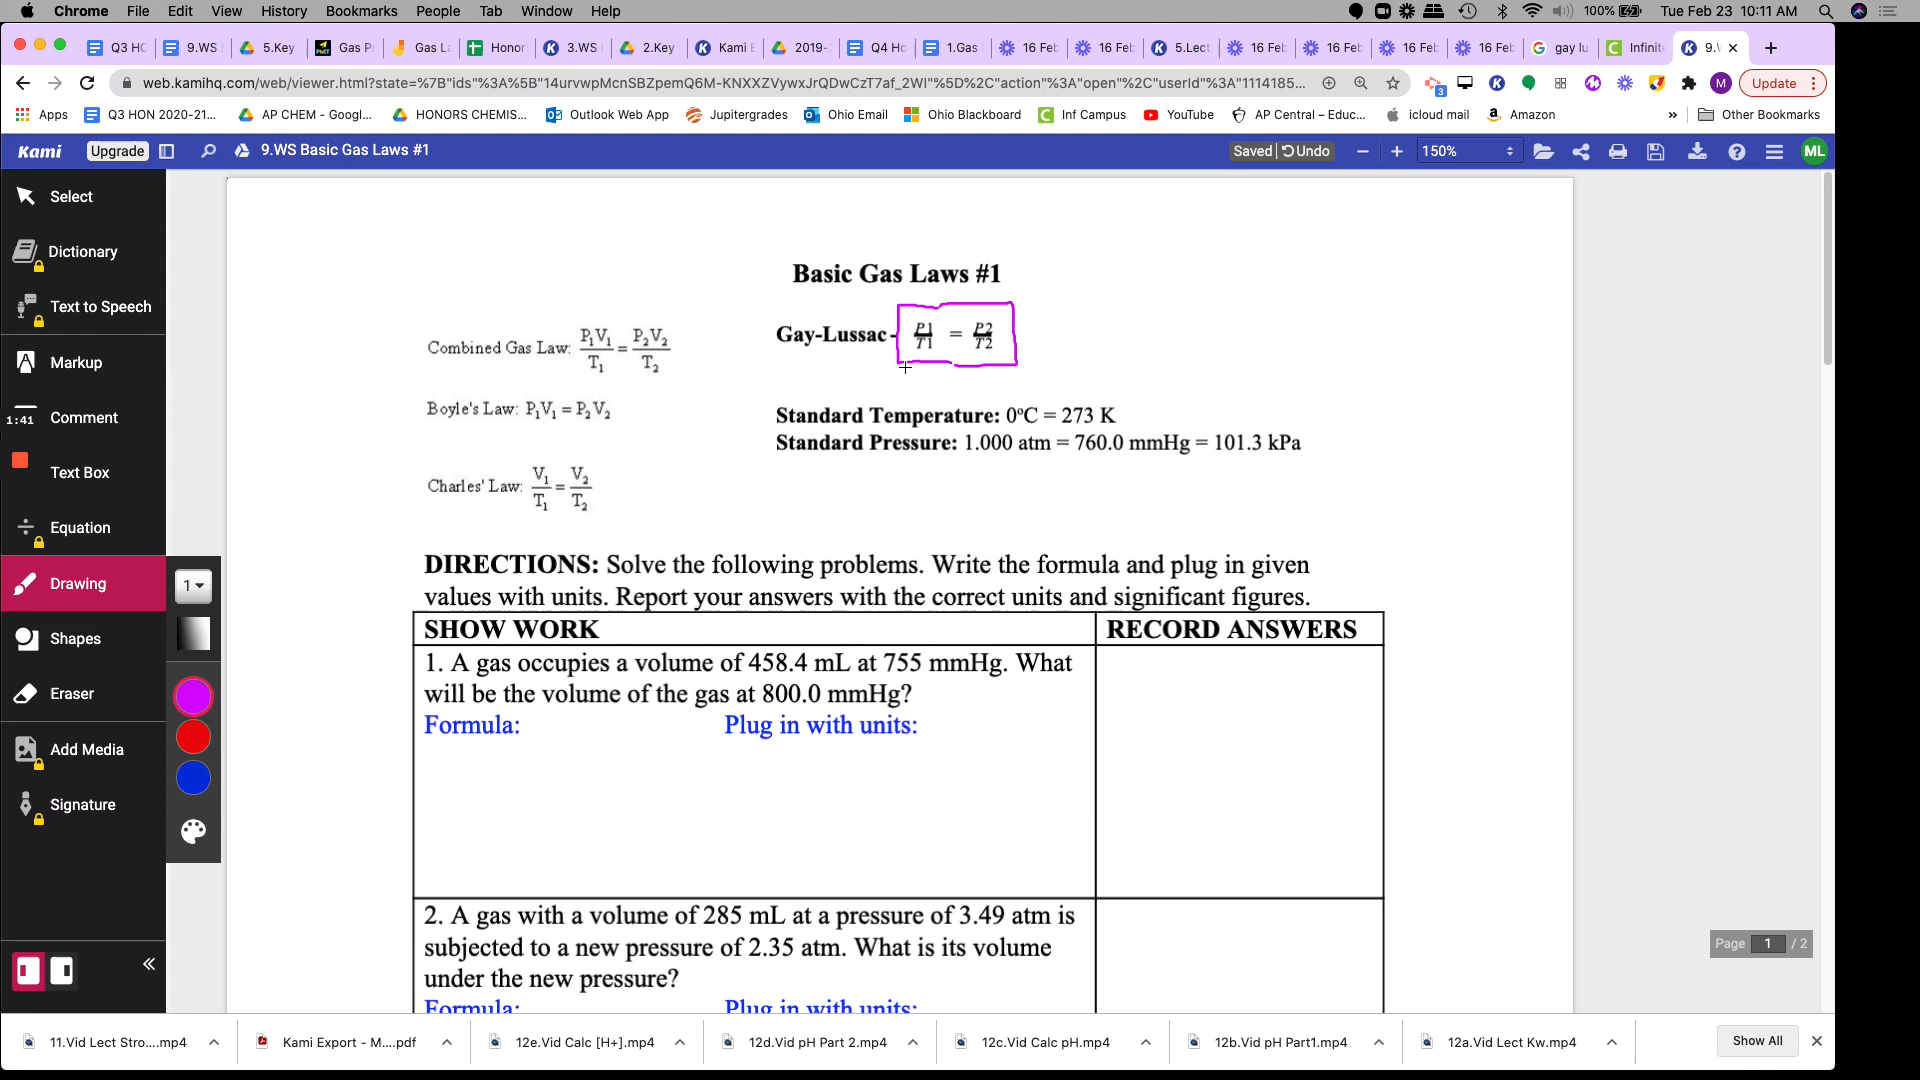 Chrome File Edit View History Bookmarks People Tab Window Help 100% Tue Feb 23 10:11 AM
Q3 HO 9.WS 5.Key Gas P Gas La Honor 3.WS 2.Key Kami E 2019- Q4 Ho 1.Gas 16 Feb 16 Feb 5.Lect 16 Feb 16 Feb 16 Feb 16 Feb gay lu Infinit 9.\
web.kamihq.com/web/viewer.html?state=%7B"ids"%3A%5B"14urvwpMcnSBZpemQ6M-KNXXZVywxJrQDwCzT7af_2WI"%5D%2C"action"%3A"open"%2C"userId"%3A"1114185... 3 M Update
Apps Q3 HON 2020-21... AP CHEM - Googl... HONORS CHEMIS... Outlook Web App Jupitergrades Ohio Email Ohio Blackboard Inf Campus YouTube AP Central – Educ... icloud mail Amazon » Other Bookmarks
Kami Upgrade 9.WS Basic Gas Laws #1 Saved Undo 150% ML
Select
Dictionary
Text to Speech
Markup
1:41 Comment
Text Box
Equation
Drawing
1
Shapes
Eraser
Add Media
Signature
Basic Gas Laws #1
Combined Gas Law: P₁V₁/T₁ = P₂V₂/T₂
Gay-Lussac- P1/T1 = P2/T2
Boyle's Law: P₁V₁ = P₂V₂
Standard Temperature: 0°C = 273 K
Standard Pressure: 1.000 atm = 760.0 mmHg = 101.3 kPa
Charles' Law: V₁/T₁ = V₂/T₂
DIRECTIONS: Solve the following problems. Write the formula and plug in given
values with units. Report your answers with the correct units and significant figures.
SHOW WORK RECORD ANSWERS
1. A gas occupies a volume of 458.4 mL at 755 mmHg. What
will be the volume of the gas at 800.0 mmHg?
Formula: Plug in with units:
2. A gas with a volume of 285 mL at a pressure of 3.49 atm is
subjected to a new pressure of 2.35 atm. What is its volume
under the new pressure?
Formula: Plug in with units:
Page 1 / 2
11.Vid Lect Stro....mp4 Kami Export - M....pdf 12e.Vid Calc [H+].mp4 12d.Vid pH Part 2.mp4 12c.Vid Calc pH.mp4 12b.Vid pH Part1.mp4 12a.Vid Lect Kw.mp4 Show All